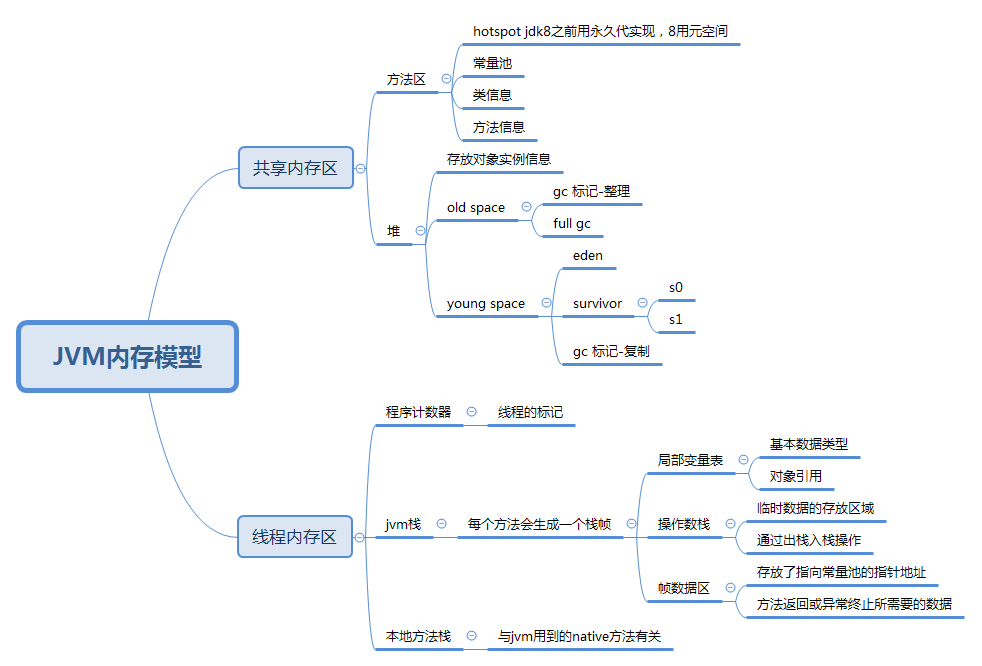 JVM内存模型
共享内存区
方法区
hotspot jdk8之前用永久代实现，8用元空间
常量池
类信息
方法信息
堆
存放对象实例信息
old space
gc 标记-整理
full gc
young space
eden
survivor
s0
s1
gc 标记-复制
线程内存区
程序计数器
线程的标记
jvm栈
每个方法会生成一个栈帧
局部变量表
基本数据类型
对象引用
操作数栈
临时数据的存放区域
通过出栈入栈操作
帧数据区
存放了指向常量池的指针地址
方法返回或异常终止所需要的数据
本地方法栈
与jvm用到的native方法有关